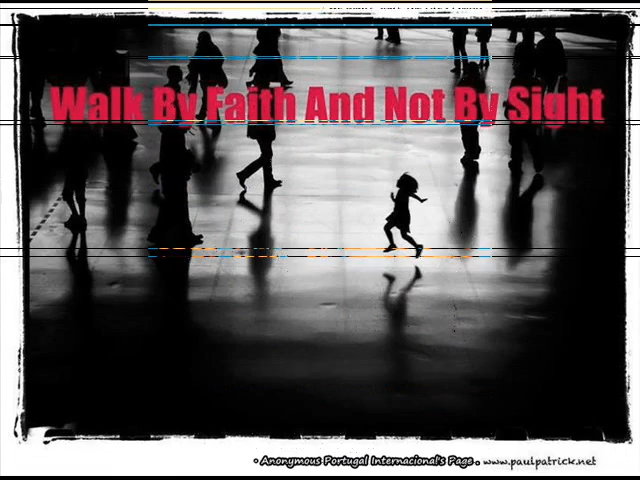 Walk By Faith And Not By Sight
· Anonymous Portugal Internacional's Page . www.paulpatrick.net